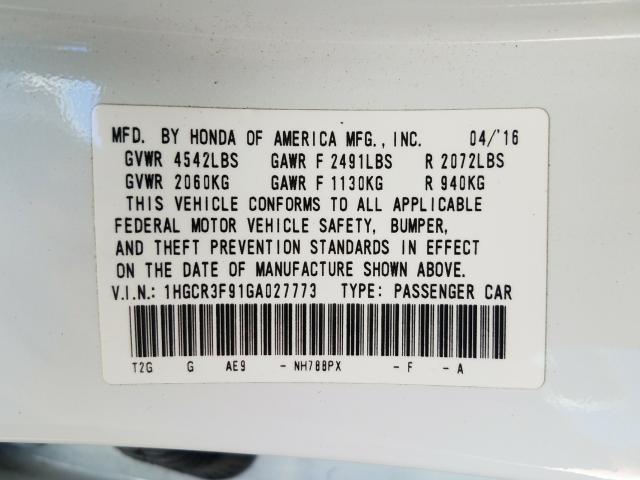 MFD. BY HONDA OF AMERICA MFG., INC. 04/'16
GVWR 4542LBS GAWR F 2491LBS R 2072LBS
GVWR 2060KG GAWR F 1130KG R 940KG
THIS VEHICLE CONFORMS TO ALL APPLICABLE
FEDERAL MOTOR VEHICLE SAFETY, BUMPER,
AND THEFT PREVENTION STANDARDS IN EFFECT
ON THE DATE OF MANUFACTURE SHOWN ABOVE.
V.I.N.: 1HGCR3F91GA027773 TYPE: PASSENGER CAR
T2G G AE9 - NH788PX - F - A